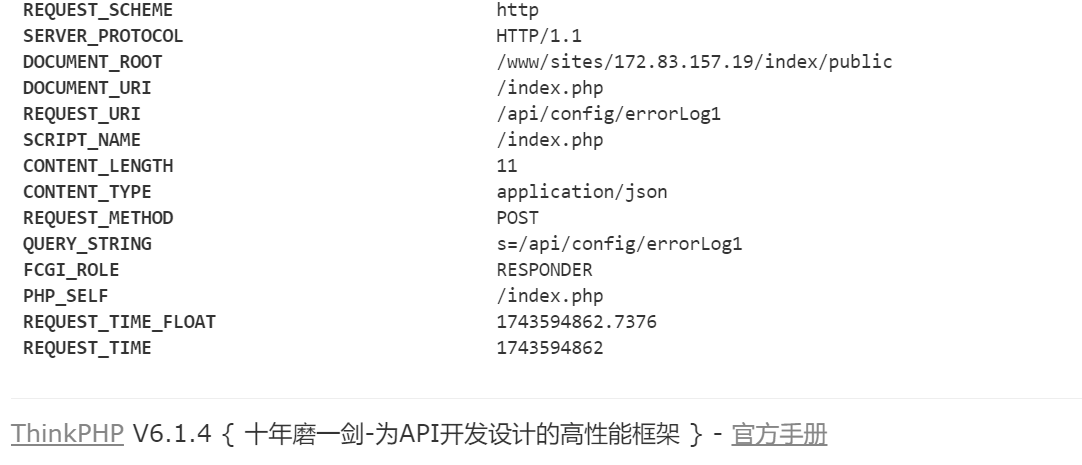 REQUEST_SCHEME http
SERVER_PROTOCOL HTTP/1.1
DOCUMENT_ROOT /www/sites/172.83.157.19/index/public
DOCUMENT_URI /index.php
REQUEST_URI /api/config/errorLog1
SCRIPT_NAME /index.php
CONTENT_LENGTH 11
CONTENT_TYPE application/json
REQUEST_METHOD POST
QUERY_STRING s=/api/config/errorLog1
FCGI_ROLE RESPONDER
PHP_SELF /index.php
REQUEST_TIME_FLOAT 1743594862.7376
REQUEST_TIME 1743594862
ThinkPHP V6.1.4 { 十年磨一剑-为API开发设计的高性能框架 } - 官方手册